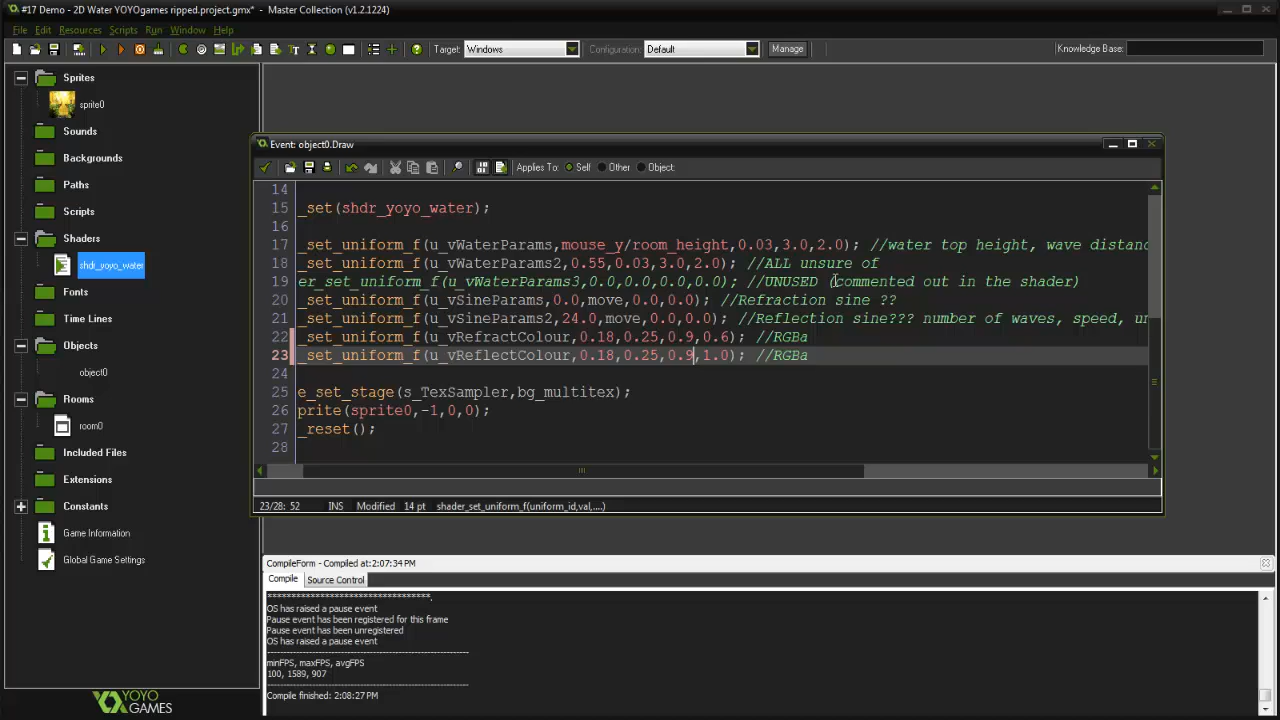 #17 Demo - 2D Water YOYOgames ripped.project.gmx* - Master Collection (v1.2.1224)
File Edit Resources Scripts Run Window Help
Target: Windows Configuration: Default Manage Knowledge Base:
Sprites
sprite0
Sounds
Backgrounds
Paths
Scripts
Shaders
shdr_yoyo_water
Fonts
Time Lines
Objects
object0
Rooms
room0
Included Files
Extensions
Constants
Game Information
Global Game Settings
YOYO GAMES
Event: object0.Draw
Applies To: Self Other Object:
14
15 _set(shdr_yoyo_water);
16
17 _set_uniform_f(u_vWaterParams,mouse_y/room_height,0.03,3.0,2.0); //water top height, wave distanc
18 _set_uniform_f(u_vWaterParams2,0.55,0.03,3.0,2.0); //ALL unsure of
19 er_set_uniform_f(u_vWaterParams3,0.0,0.0,0.0,0.0); //UNUSED (commented out in the shader)
20 _set_uniform_f(u_vSineParams,0.0,move,0.0,0.0); //Refraction sine ??
21 _set_uniform_f(u_vSineParams2,24.0,move,0.0,0.0); //Reflection sine??? number of waves, speed, un
22 _set_uniform_f(u_vRefractColour,0.18,0.25,0.9,0.6); //RGBa
23 _set_uniform_f(u_vReflectColour,0.18,0.25,0.9,1.0); //RGBa
24
25 e_set_stage(s_TexSampler,bg_multitex);
26 prite(sprite0,-1,0,0);
27 _reset();
28
23/28: 52 INS Modified 14 pt shader_set_uniform_f(uniform_id,val,....)
CompileForm - Compiled at:2:07:34 PM
Compile Source Control
***********************************.
OS has raised a pause event
Pause event has been registered for this frame
Pause event has been unregistered
OS has raised a pause event
----------------------------------------------------------
minFPS, maxFPS, avgFPS
100, 1589, 907
----------------------------------------------------------
Compile finished: 2:08:27 PM